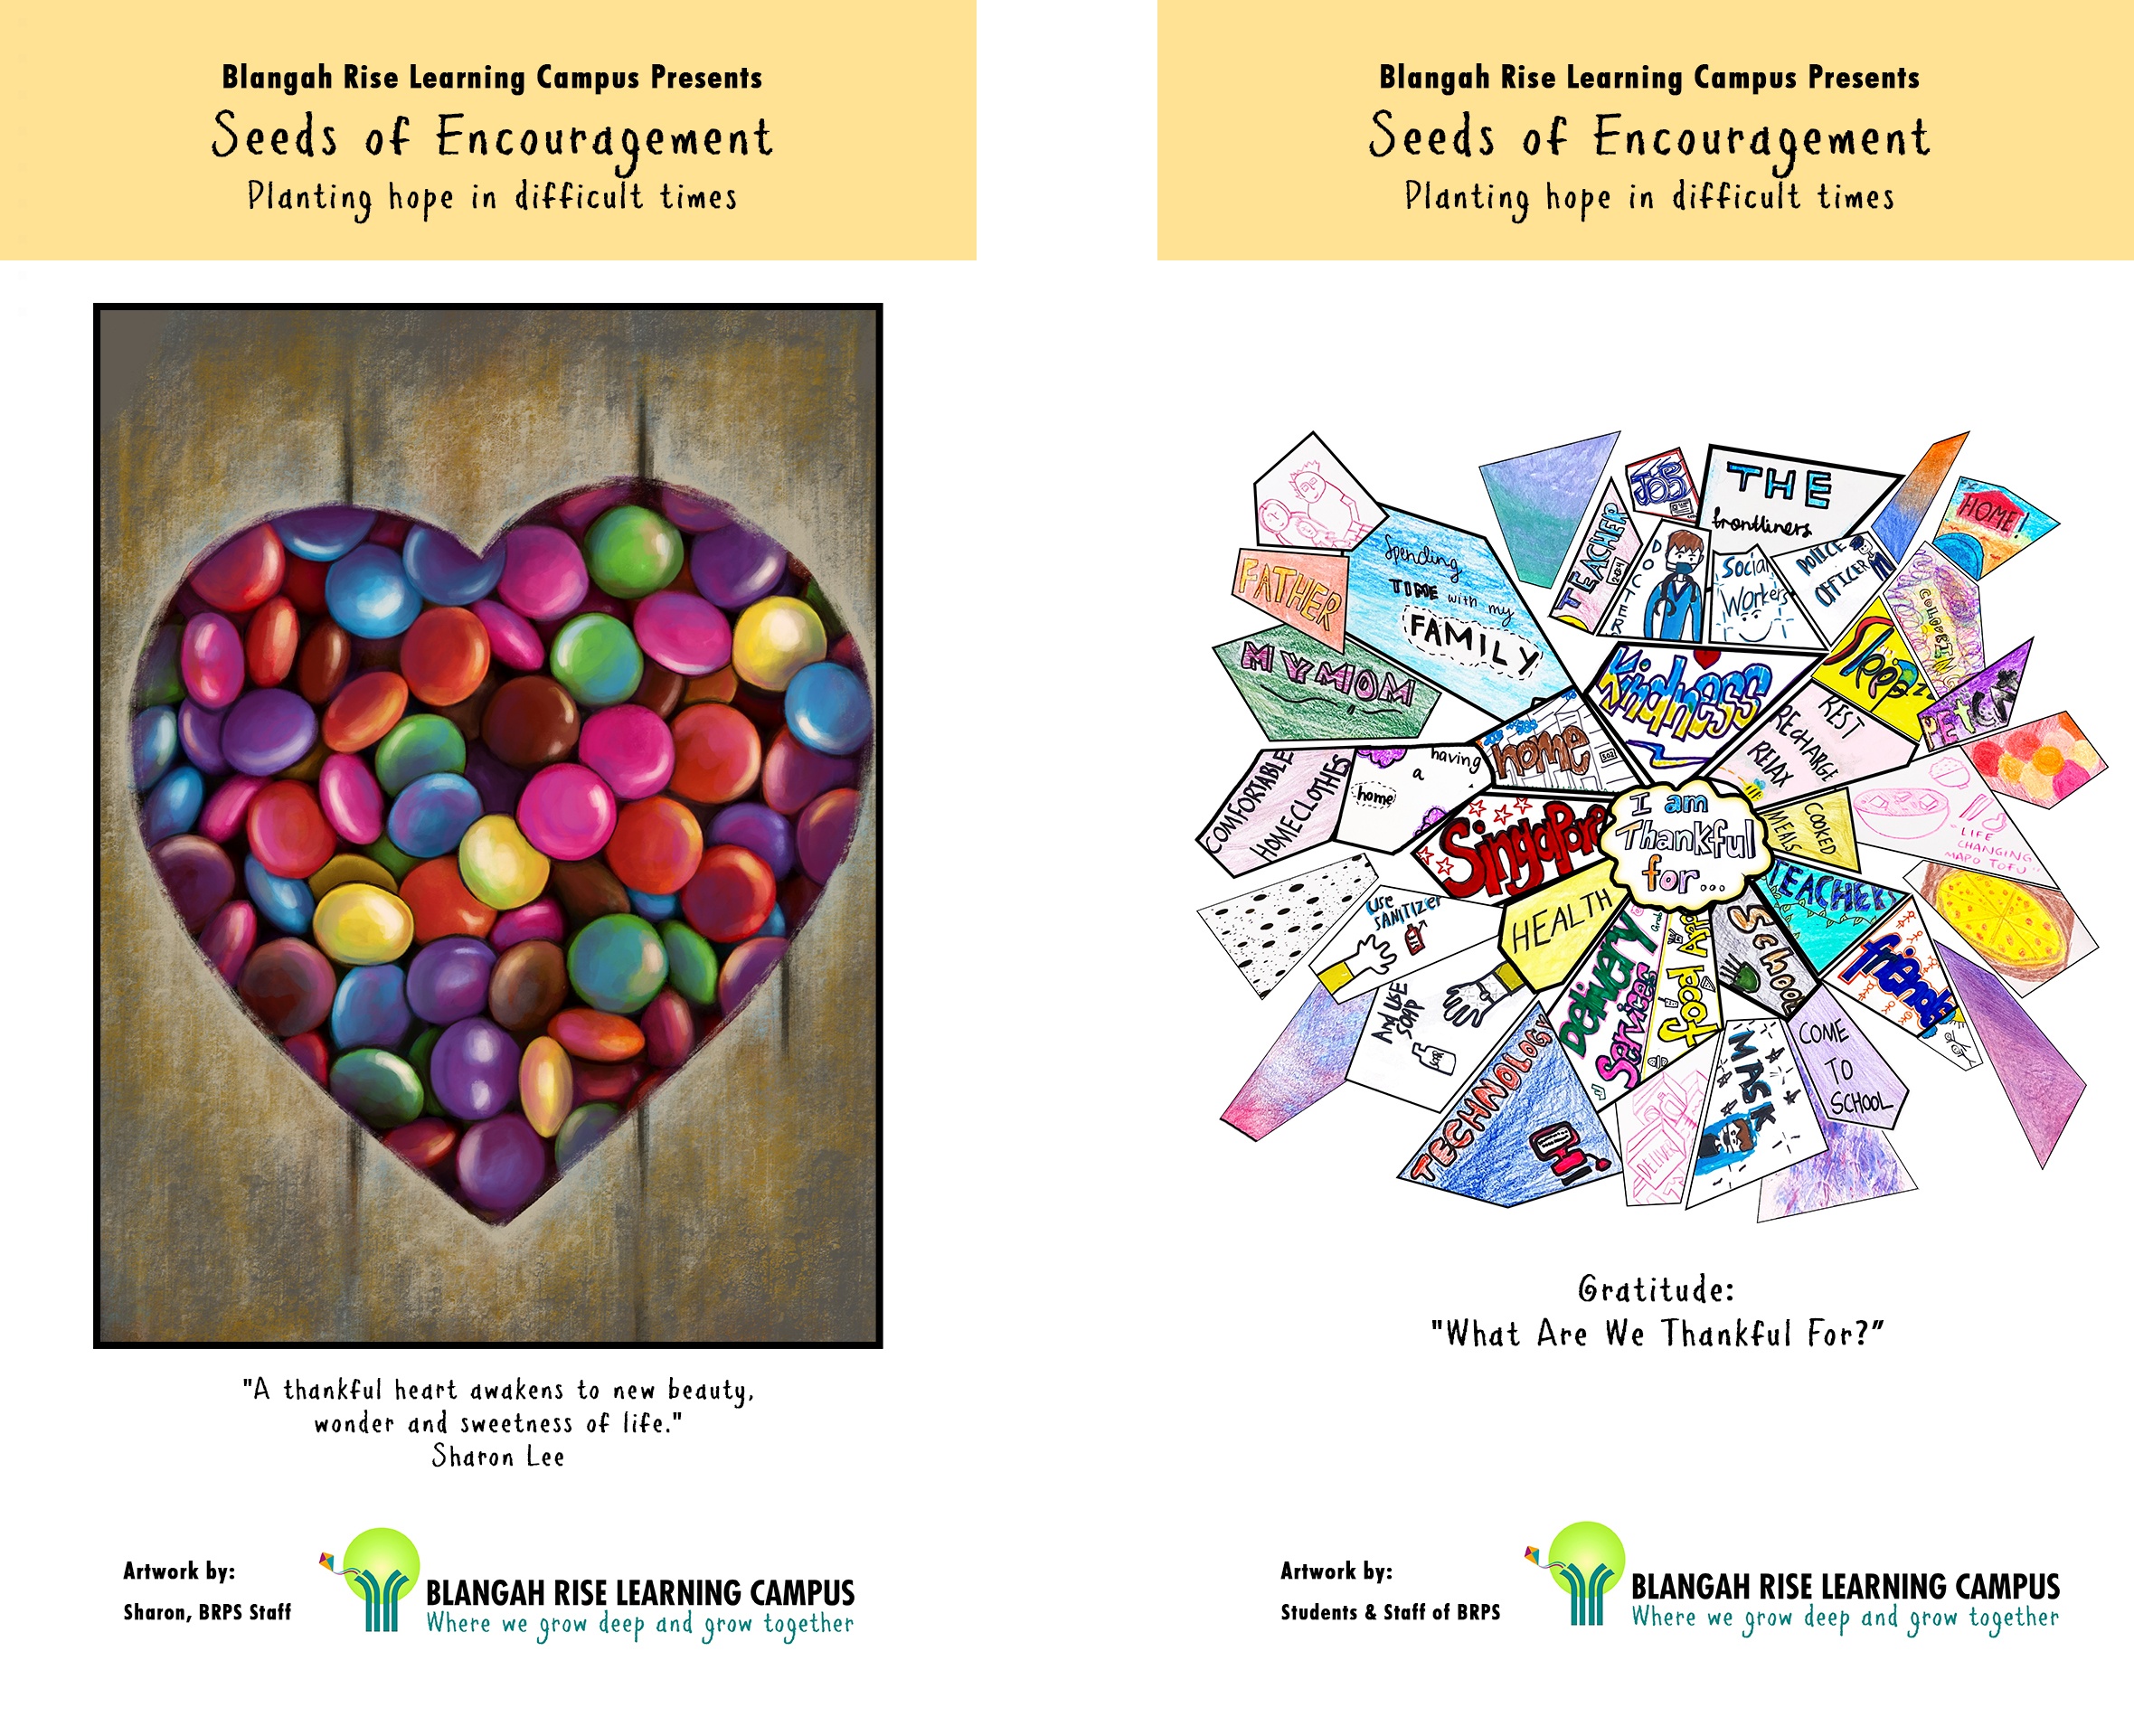 Blangah Rise Learning Campus Presents
Seeds of Encouragement
Planting hope in difficult times
"A thankful heart awakens to new beauty,
wonder and sweetness of life."
Sharon Lee
Artwork by:
Sharon, BRPS Staff
BLANGAH RISE LEARNING CAMPUS
Where we grow deep and grow together
Blangah Rise Learning Campus Presents
Seeds of Encouragement
Planting hope in difficult times
JOB
THE
frontliners
HOME!
TEACHER
DOCTER
Social
Workers
POLICE
OFFICER
COLOURING
FATHER
Spending
TIME with my
FAMILY
MY MOM
Kindness
REST
RECHARGE
RELAX
COMFORTABLE
HOME CLOTHES
having
a
home
home
Singapore
I am
Thankful
for...
COOKED
MEALS
"LIFE
CHANGING
MAPO TOFU"
USE
SANITIZER
HEALTH
TEACHERS
School
AND USE
SOAP
TECHNOLOGY
Hi
Delivery
Services
food
MASK
COME
TO
SCHOOL
Gratitude:
"What Are We Thankful For?"
Artwork by:
Students & Staff of BRPS
BLANGAH RISE LEARNING CAMPUS
Where we grow deep and grow together